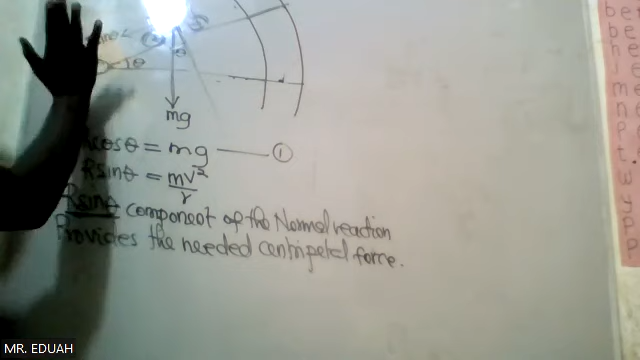 θ
mg
cosθ = mg ——— ①
Rsinθ = mv²/r
Rsinθ component of the Normal reaction
Provides the needed centripetal force.
MR. EDUAH